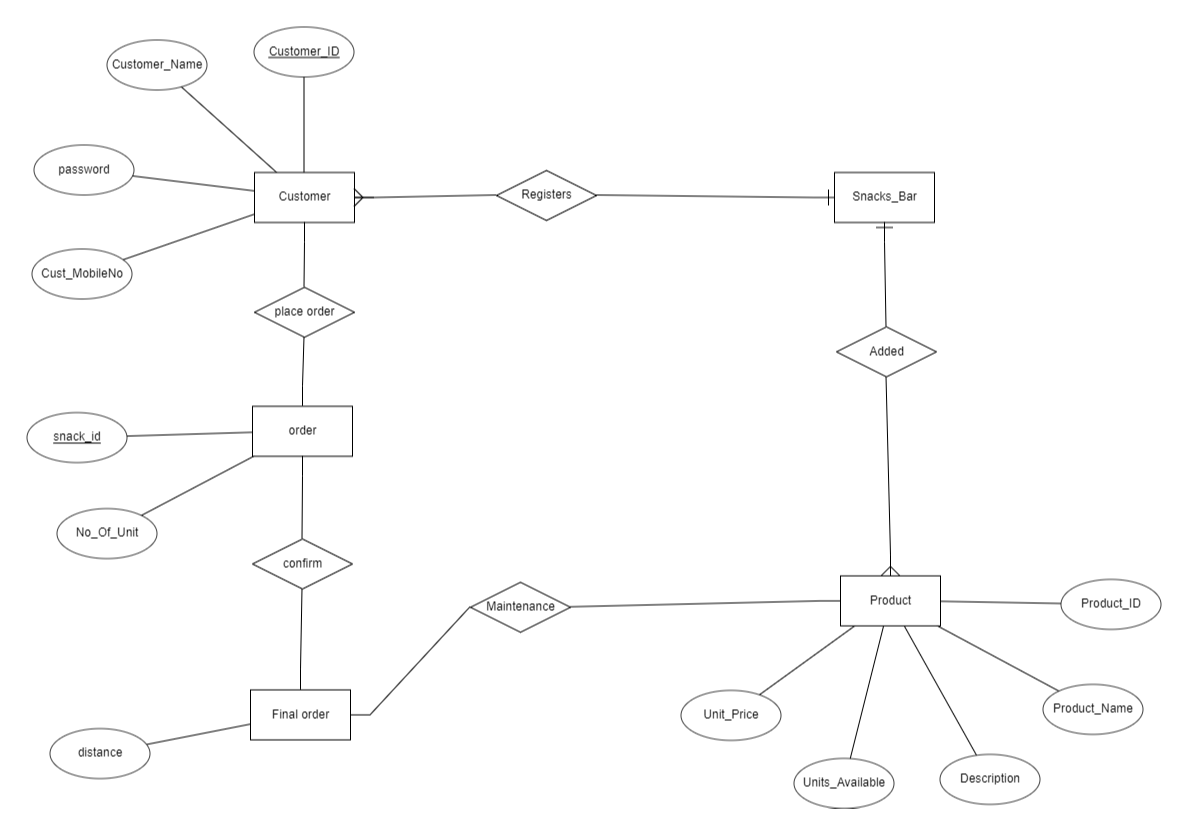 Customer_ID
Customer_Name
password
Customer
Registers
Snacks_Bar
Cust_MobileNo
place order
Added
order
snack_id
No_Of_Unit
confirm
Maintenance
Product
Product_ID
Final order
Unit_Price
Product_Name
distance
Units_Available
Description